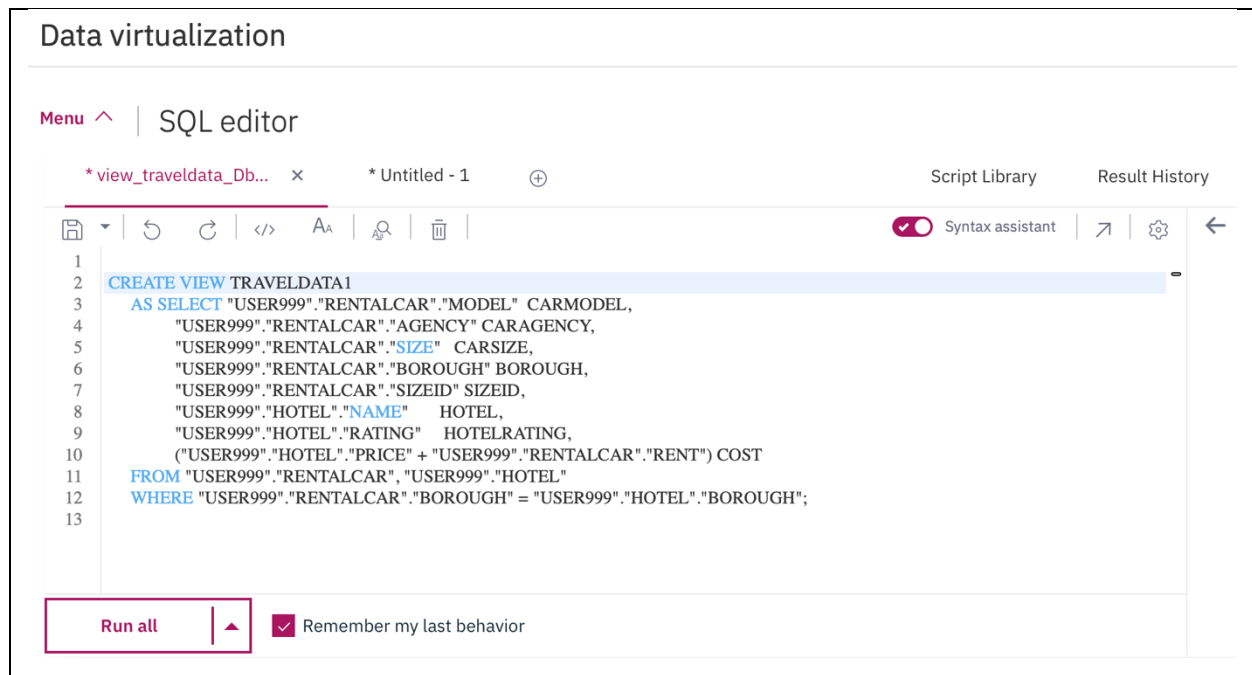 Data virtualization
Menu | SQL editor
* view_traveldata_Db... × * Untitled - 1 Script Library Result History
</> AA Syntax assistant
1
2 CREATE VIEW TRAVELDATA1
3 AS SELECT "USER999"."RENTALCAR"."MODEL" CARMODEL,
4 "USER999"."RENTALCAR"."AGENCY" CARAGENCY,
5 "USER999"."RENTALCAR"."SIZE" CARSIZE,
6 "USER999"."RENTALCAR"."BOROUGH" BOROUGH,
7 "USER999"."RENTALCAR"."SIZEID" SIZEID,
8 "USER999"."HOTEL"."NAME" HOTEL,
9 "USER999"."HOTEL"."RATING" HOTELRATING,
10 ("USER999"."HOTEL"."PRICE" + "USER999"."RENTALCAR"."RENT") COST
11 FROM "USER999"."RENTALCAR", "USER999"."HOTEL"
12 WHERE "USER999"."RENTALCAR"."BOROUGH" = "USER999"."HOTEL"."BOROUGH";
13
Run all Remember my last behavior